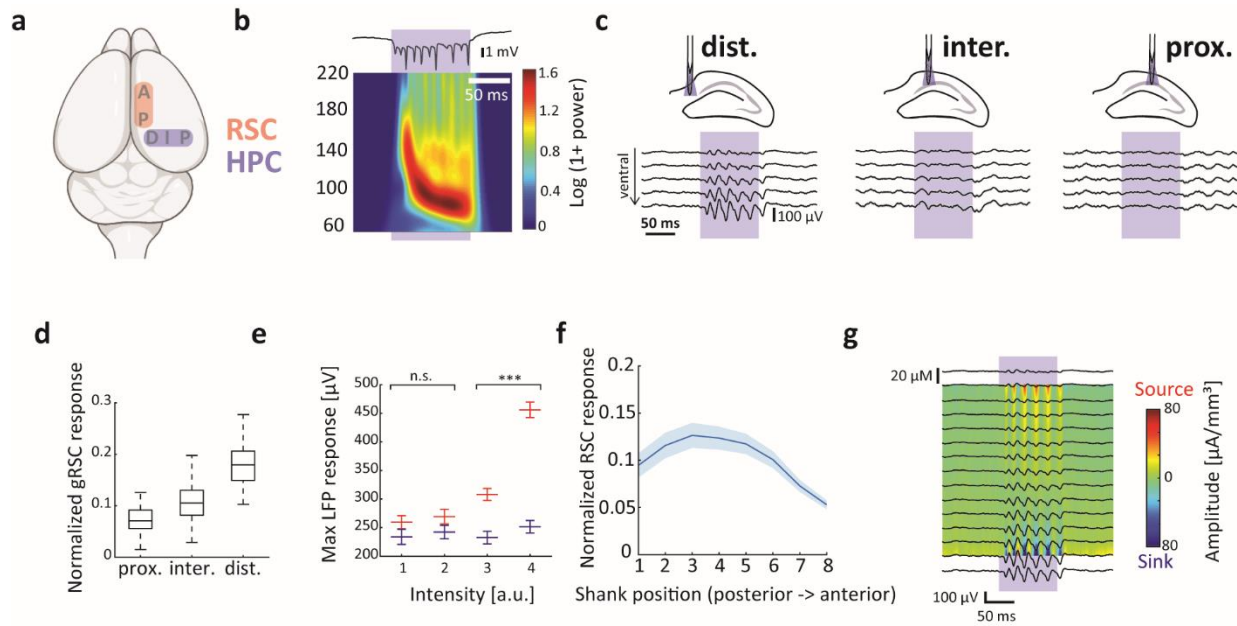 a
A
P
D I P
RSC
HPC
b
1 mV
220
180
140
100
60
50 ms
1.6
1.2
0.8
0.4
0
Log (1+ power)
c
dist.
inter.
prox.
ventral
50 ms
100 µV
d
Normalized gRSC response
0.3
0.2
0.1
0
prox. inter. dist.
e
Max LFP response [µV]
500
450
400
350
300
250
200
n.s.
***
1 2 3 4
Intensity [a.u.]
f
Normalized RSC response
0.2
0.15
0.1
0.05
0
1 2 3 4 5 6 7 8
Shank position (posterior -> anterior)
g
20 µM
100 µV
50 ms
Source
80
0
80
Sink
Amplitude [µA/mm³]